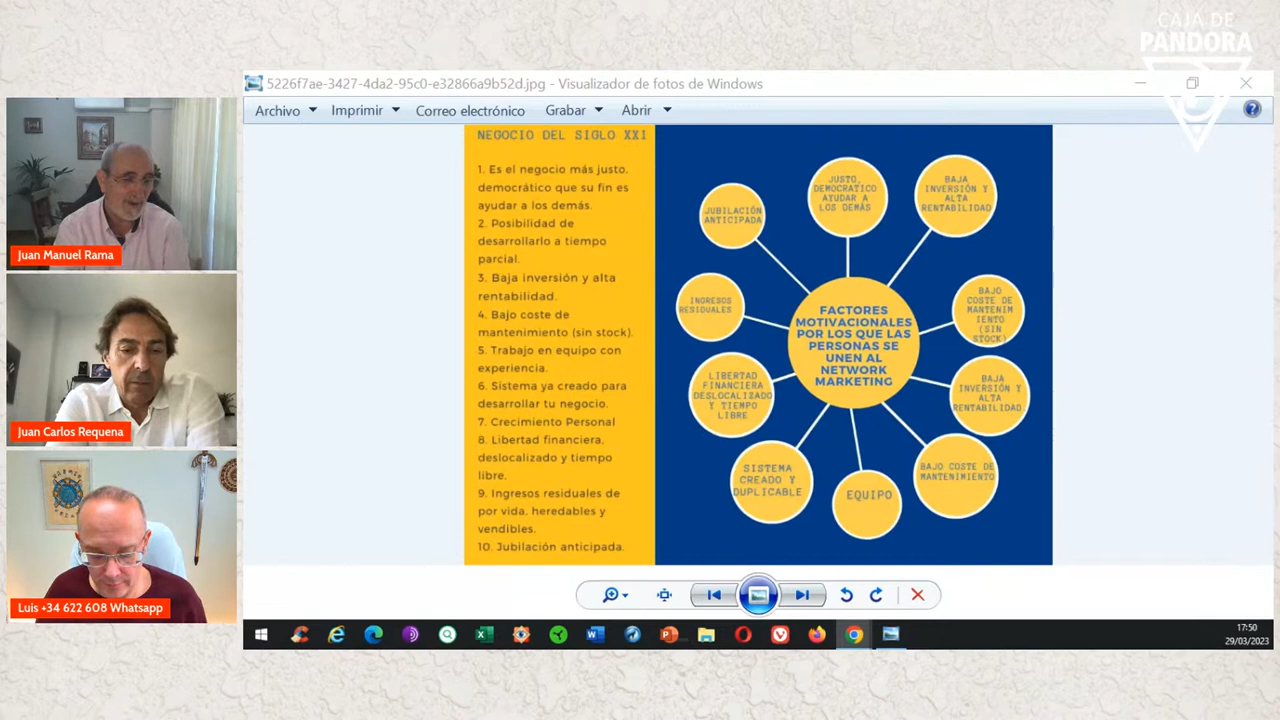 CAJA DE
PANDORA
5226f7ae-3427-4da2-95c0-e32866a9b52d.jpg - Visualizador de fotos de Windows
Archivo Imprimir Correo electrónico Grabar Abrir
NEGOCIO DEL SIGLO XXI
1. Es el negocio más justo,
democrático que su fin es
ayudar a los demás.
2. Posibilidad de
desarrollarlo a tiempo
parcial.
3. Baja inversión y alta
rentabilidad.
4. Bajo coste de
mantenimiento (sin stock).
5. Trabajo en equipo con
experiencia.
6. Sistema ya creado para
desarrollar tu negocio.
7. Crecimiento Personal
8. Libertad financiera,
deslocalizado y tiempo
libre.
9. Ingresos residuales de
por vida, heredables y
vendibles.
10. Jubilación anticipada.
JUBILACIÓN
ANTICIPADA
JUSTO,
DEMOCRATICO
AYUDAR A
LOS DEMÁS
BAJA
INVERSIÓN Y
ALTA
RENTABILIDAD
INGRESOS
RESIDUALES
FACTORES
MOTIVACIONALES
POR LOS QUE LAS
PERSONAS SE
UNEN AL
NETWORK
MARKETING
BAJO
COSTE DE
MANTENIM
IENTO
(SIN
STOCK)
LIBERTAD
FINANCIERA
DESLOCALIZADO
Y TIEMPO
LIBRE
BAJA
INVERSIÓN Y
ALTA
RENTABILIDAD.
SISTEMA
CREADO Y
DUPLICABLE
EQUIPO
BAJO COSTE DE
MANTENIMIENTO
Juan Manuel Rama
Juan Carlos Requena
Luis +34 622 608 Whatsapp
17:50
29/03/2023